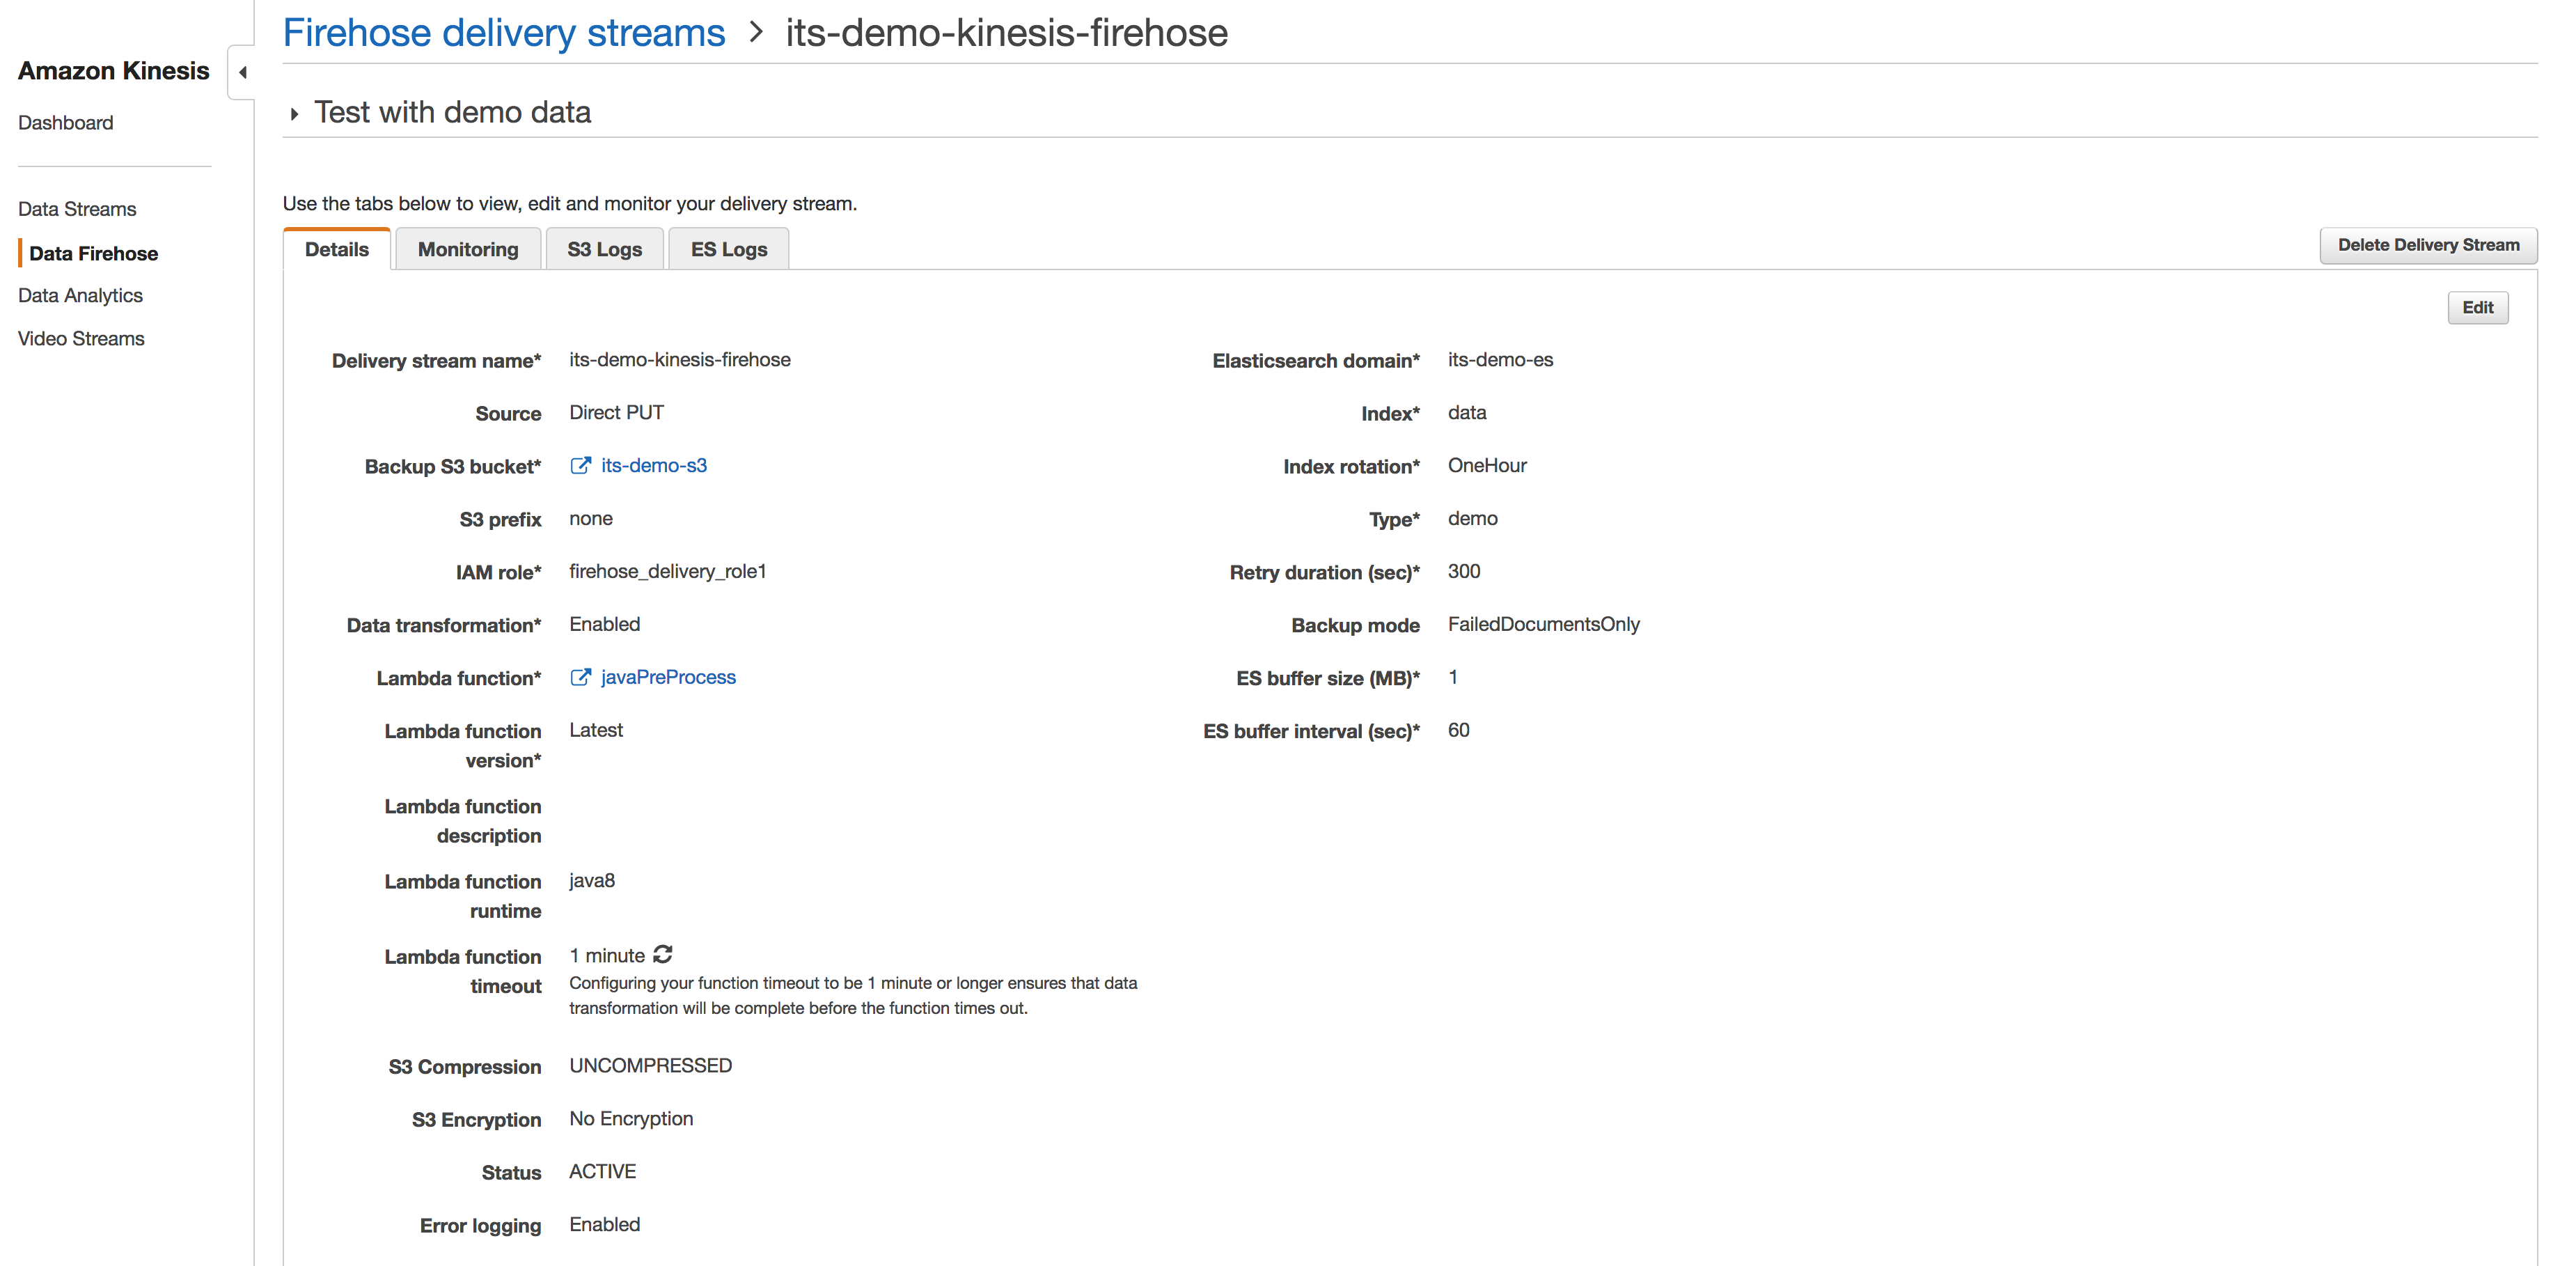 Amazon Kinesis
Dashboard
Data Streams
Data Firehose
Data Analytics
Video Streams
Firehose delivery streams > its-demo-kinesis-firehose
Test with demo data
Use the tabs below to view, edit and monitor your delivery stream.
Details Monitoring S3 Logs ES Logs
Delete Delivery Stream
Edit
Delivery stream name* its-demo-kinesis-firehose
Source Direct PUT
Backup S3 bucket* its-demo-s3
S3 prefix none
IAM role* firehose_delivery_role1
Data transformation* Enabled
Lambda function* javaPreProcess
Lambda function Latest
version*
Lambda function
description
Lambda function java8
runtime
Lambda function 1 minute
timeout
Configuring your function timeout to be 1 minute or longer ensures that data
transformation will be complete before the function times out.
S3 Compression UNCOMPRESSED
S3 Encryption No Encryption
Status ACTIVE
Error logging Enabled
Elasticsearch domain* its-demo-es
Index* data
Index rotation* OneHour
Type* demo
Retry duration (sec)* 300
Backup mode FailedDocumentsOnly
ES buffer size (MB)* 1
ES buffer interval (sec)* 60